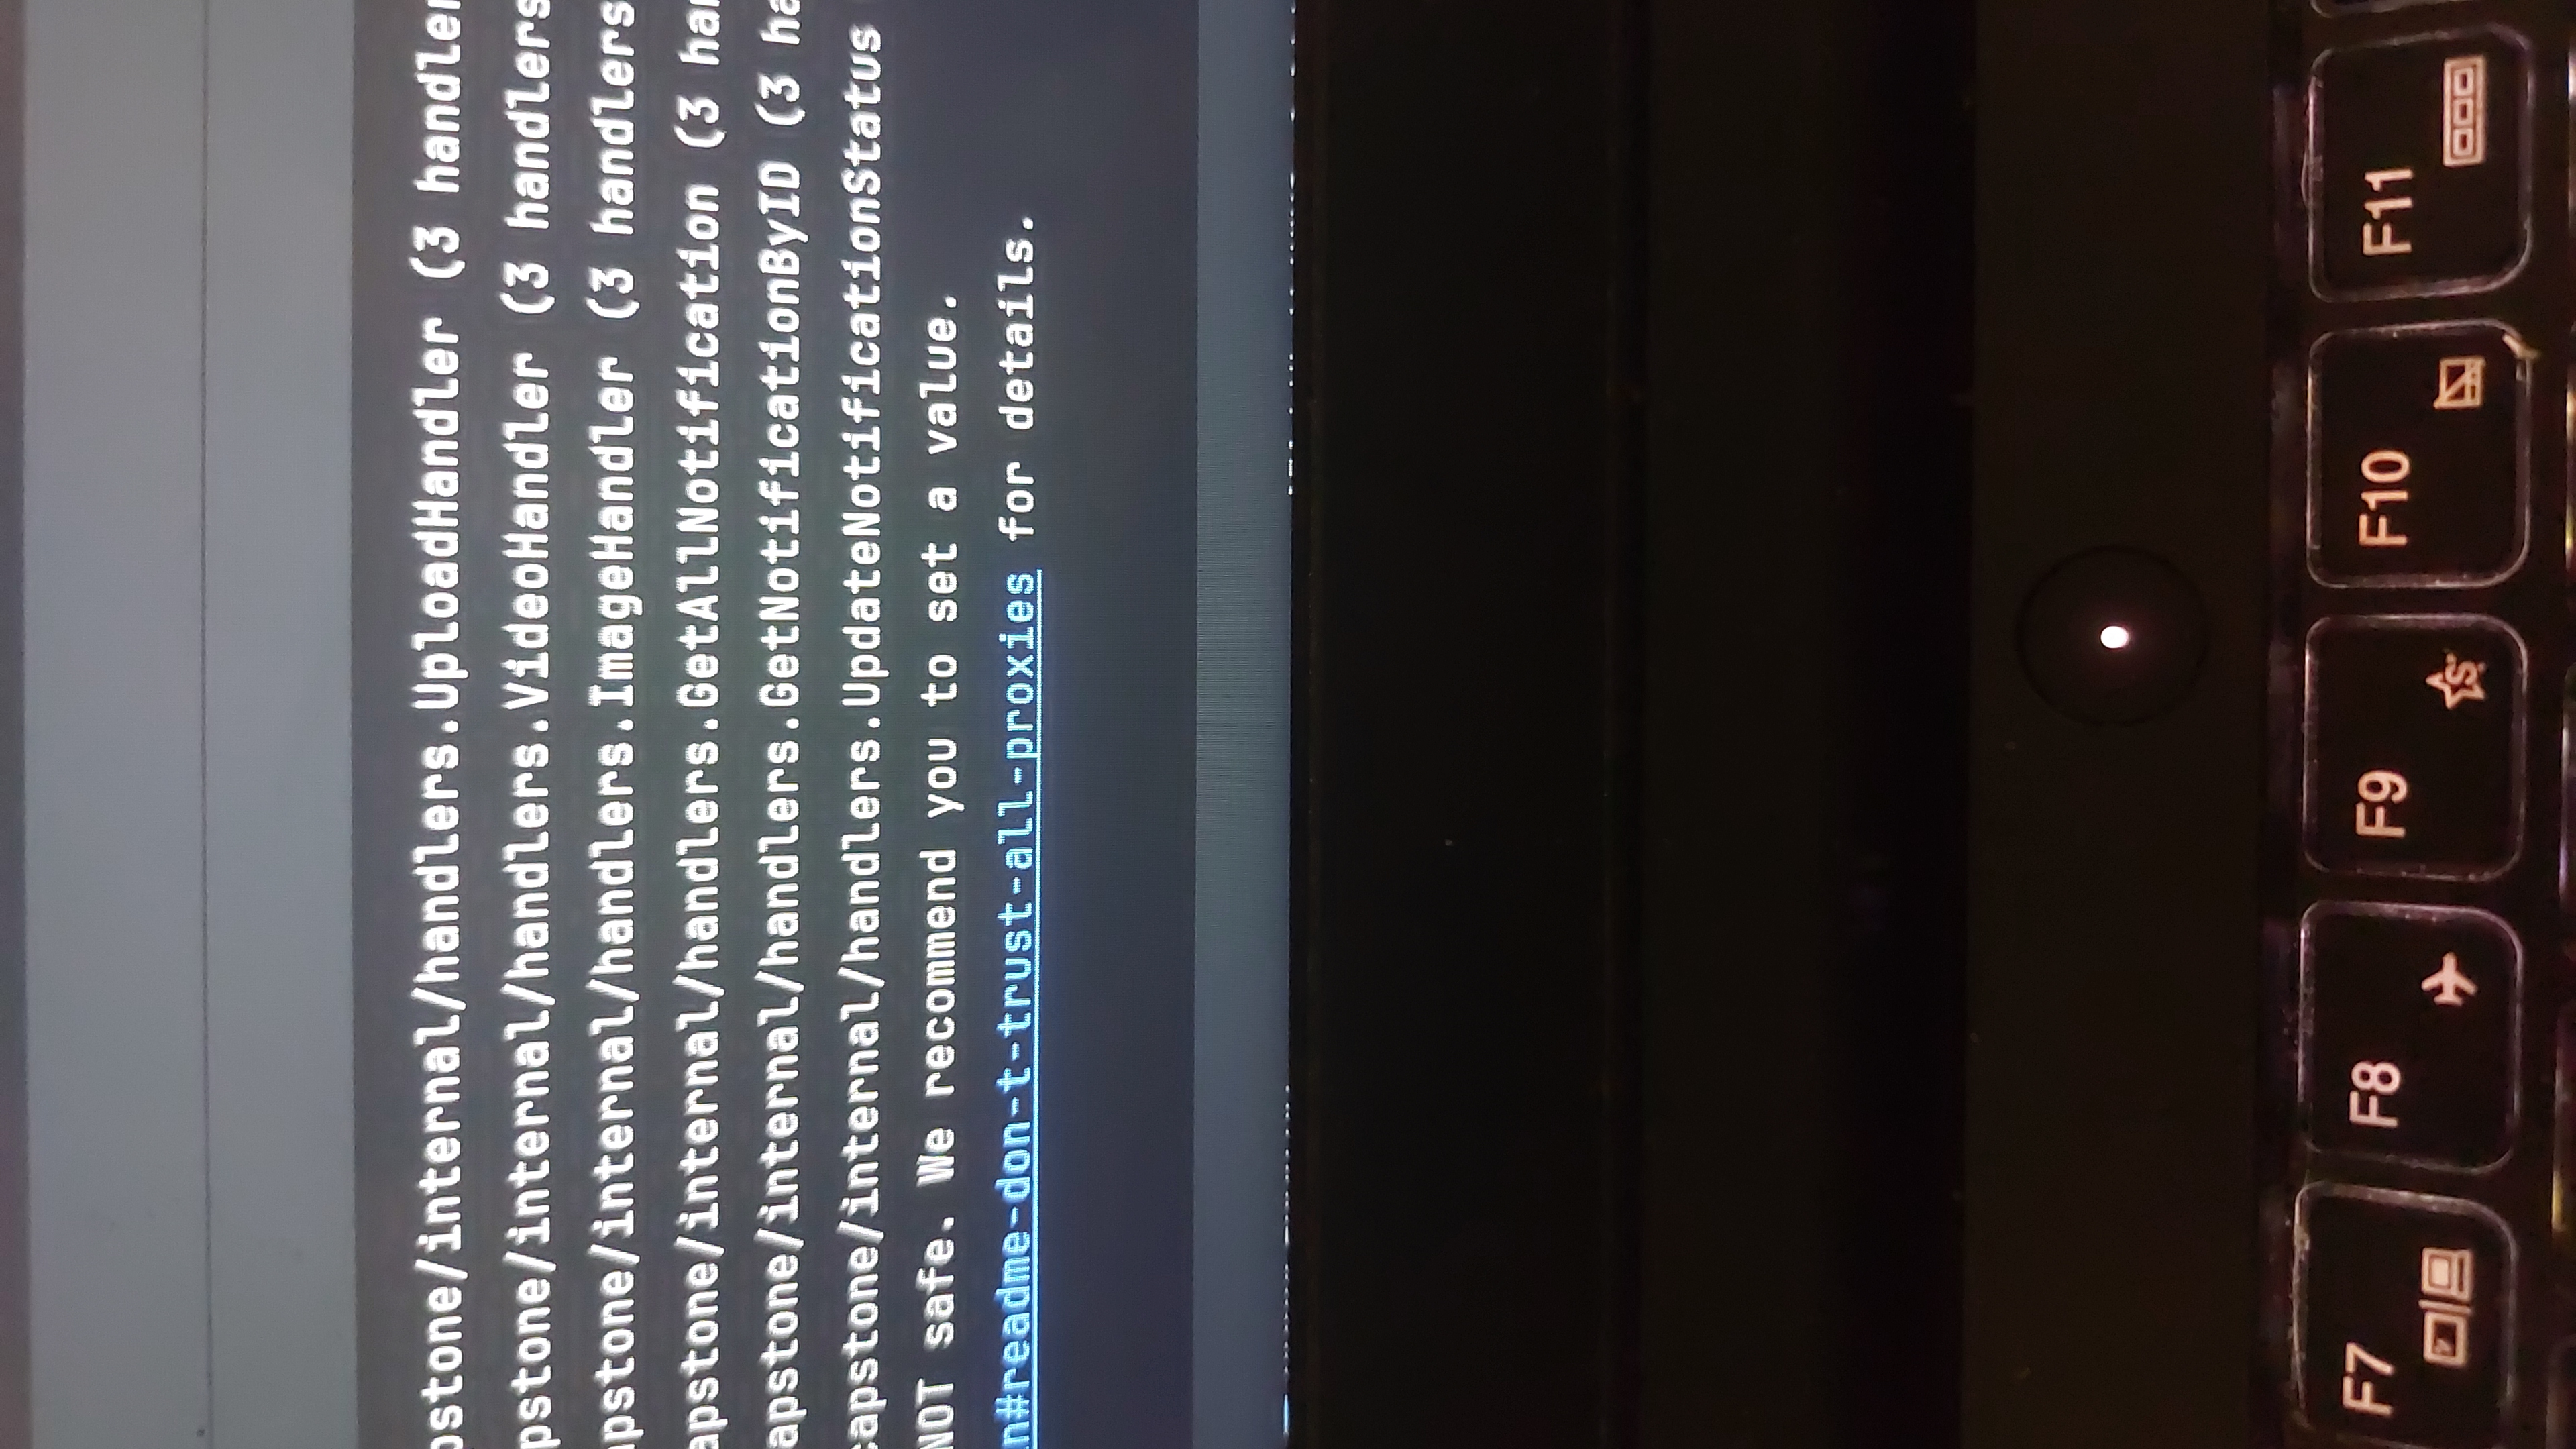 pstone/internal/handlers.UploadHandler (3 handler
pstone/internal/handlers.VideoHandler (3 handlers
apstone/internal/handlers.ImageHandler (3 handlers
apstone/internal/handlers.GetAllNotification (3 han
apstone/internal/handlers.GetNotificationByID (3 ha
capstone/internal/handlers.UpdateNotificationStatus
NOT safe. We recommend you to set a value.
in#readme-don-t-trust-all-proxies for details.
F7 F8 F9 F10 F11
S